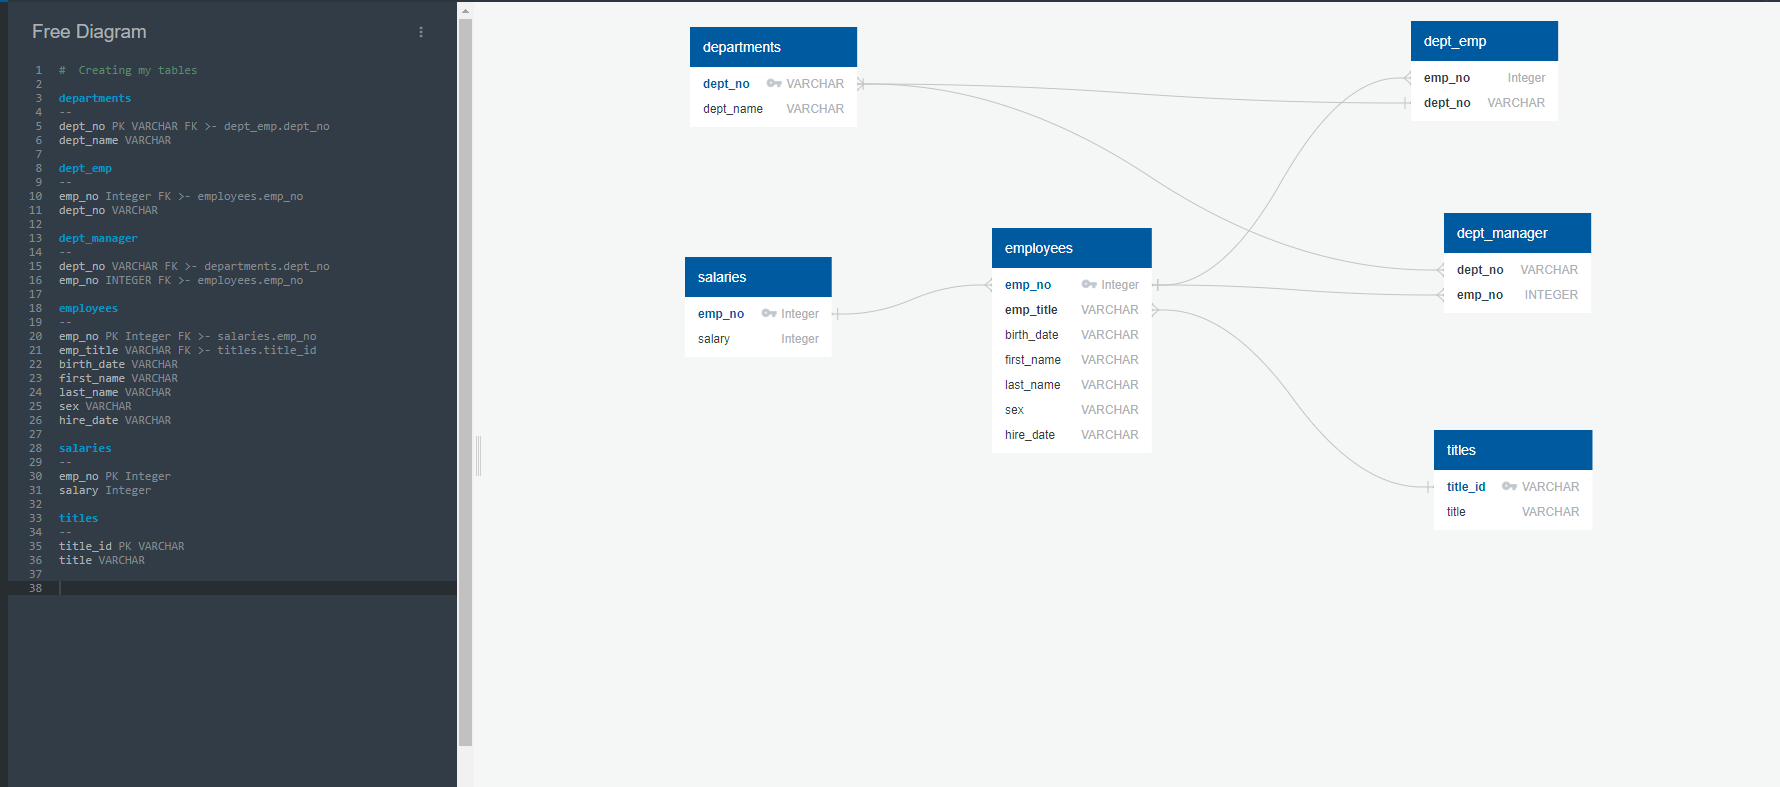 Free Diagram
1 #  Creating my tables
2
3 departments
4 --
5 dept_no PK VARCHAR FK >- dept_emp.dept_no
6 dept_name VARCHAR
7
8 dept_emp
9 --
10 emp_no Integer FK >- employees.emp_no
11 dept_no VARCHAR
12
13 dept_manager
14 --
15 dept_no VARCHAR FK >- departments.dept_no
16 emp_no INTEGER FK >- employees.emp_no
17
18 employees
19 --
20 emp_no PK Integer FK >- salaries.emp_no
21 emp_title VARCHAR FK >- titles.title_id
22 birth_date VARCHAR
23 first_name VARCHAR
24 last_name VARCHAR
25 sex VARCHAR
26 hire_date VARCHAR
27
28 salaries
29 --
30 emp_no PK Integer
31 salary Integer
32
33 titles
34 --
35 title_id PK VARCHAR
36 title VARCHAR
37
38
departments
dept_no VARCHAR
dept_name VARCHAR
dept_emp
emp_no Integer
dept_no VARCHAR
dept_manager
dept_no VARCHAR
emp_no INTEGER
employees
emp_no Integer
emp_title VARCHAR
birth_date VARCHAR
first_name VARCHAR
last_name VARCHAR
sex VARCHAR
hire_date VARCHAR
salaries
emp_no Integer
salary Integer
titles
title_id VARCHAR
title VARCHAR